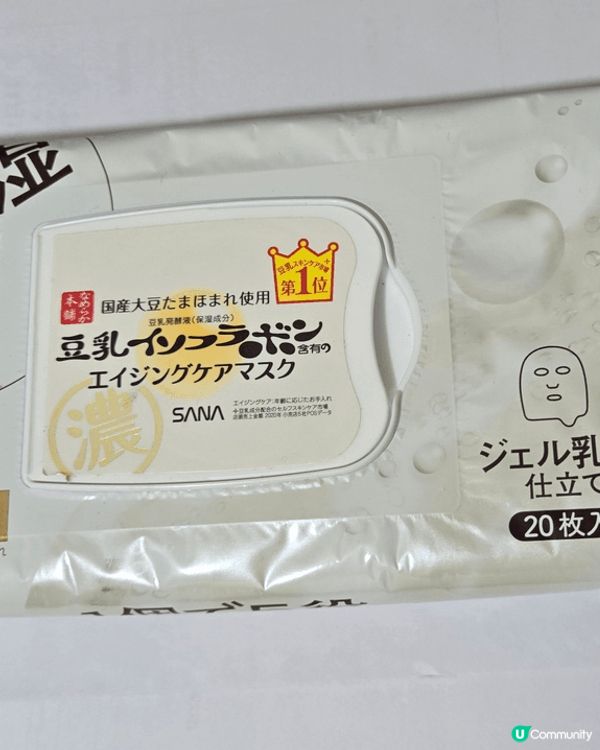 豆乳スキンケア市場
第1位
なめらか
本舗
国産大豆たまほまれ使用
豆乳発酵液(保湿成分)
豆乳イソフラボン含有の
エイジングケアマスク
濃
SANA
エイジングケア:年齢に応じたお手入れ
ジェル乳
仕立て
20枚入
U Community